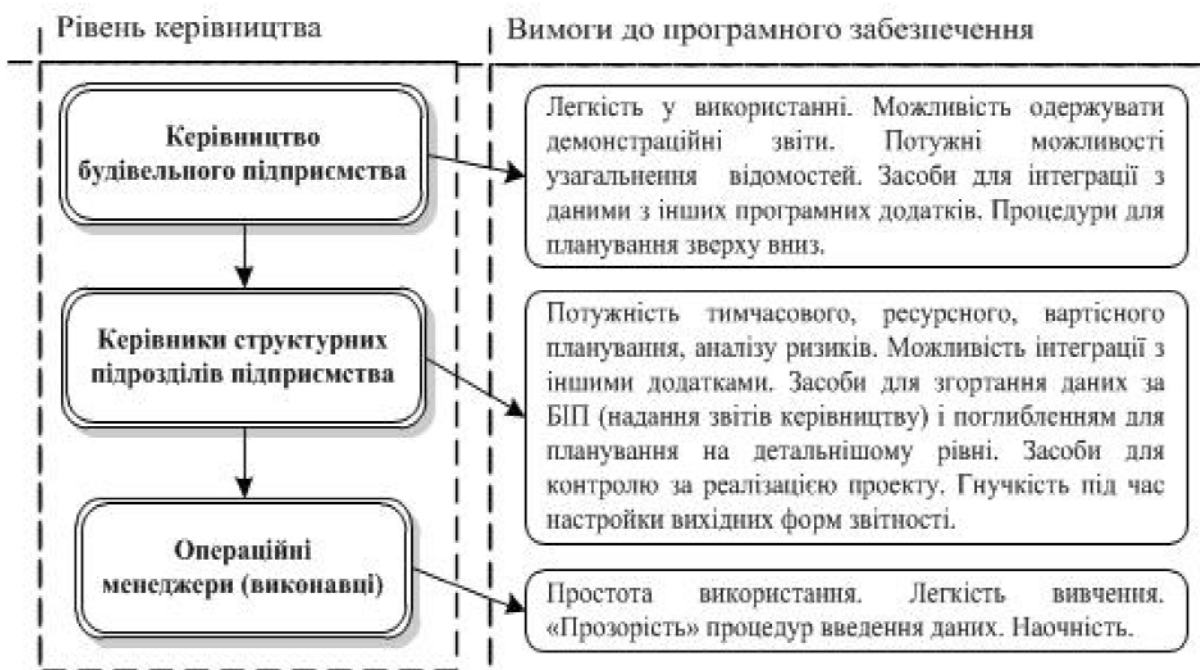 Рівень керівництва
Вимоги до програмного забезпечення
Керівництво
будівельного підприємства
Легкість у використанні. Можливість одержувати
демонстраційні звіти. Потужні можливості
узагальнення відомостей. Засоби для інтеграції з
даними з інших програмних додатків. Процедури для
планування зверху вниз.
Керівники структурних
підрозділів підприємства
Потужність тимчасового, ресурсного, вартісного
планування, аналізу ризиків. Можливість інтеграції з
іншими додатками. Засоби для згортання даних за
БІП (надання звітів керівництву) і поглибленням для
планування на детальнішому рівні. Засоби для
контролю за реалізацією проекту. Гнучкість під час
настройки вихідних форм звітності.
Операційні
менеджери (виконавці)
Простота використання. Легкість вивчення.
«Прозорість» процедур введення даних. Наочність.